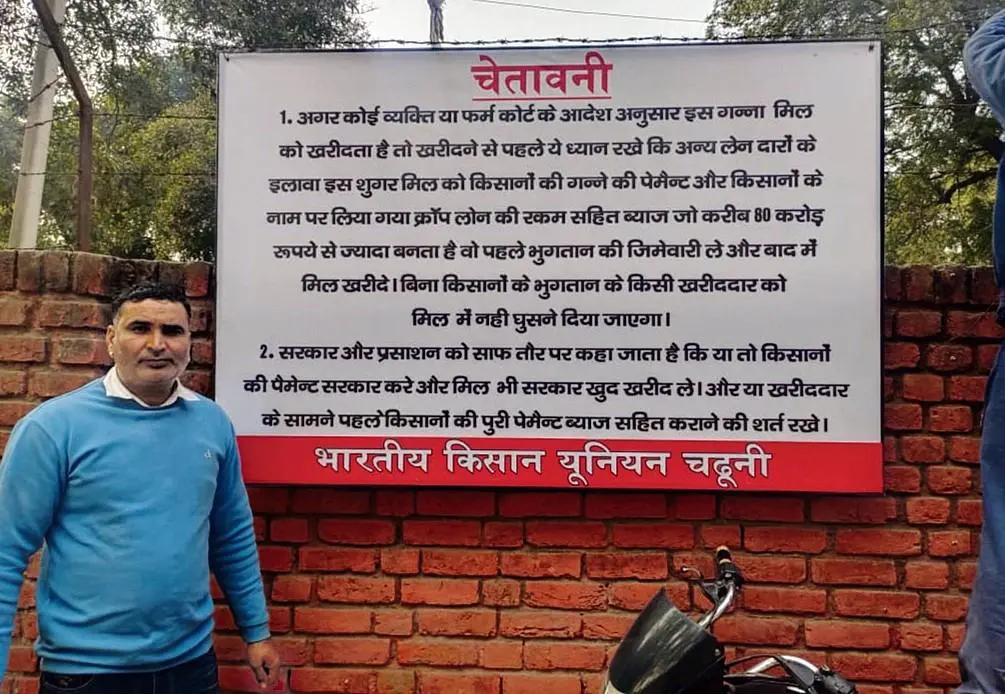 चेतावनी
1. अगर कोई व्यक्ति या फर्म कोर्ट के आदेश अनुसार इस गन्ना मिल
को खरीदता है तो खरीदने से पहले ये ध्यान रखे कि अन्य लेन दारों के
इलावा इस शुगर मिल को किसानों की गन्ने की पेमैन्ट और किसानों के
नाम पर लिया गया क्रॉप लोन की रकम सहित ब्याज जो करीब 80 करोड़
रूपये से ज्यादा बनता है वो पहले भुगतान की जिमेवारी ले और बाद में
मिल खरीदे। बिना किसानों के भुगतान के किसी खरीददार को
मिल में नही घुसने दिया जाएगा।
2. सरकार और प्रसाशन को साफ तौर पर कहा जाता है कि या तो किसानों
की पैमेन्ट सरकार करे और मिल भी सरकार खुद खरीद ले। और या खरीददार
के सामने पहले किसानों की पुरी पेमैन्ट ब्याज सहित कराने की शर्त रखे।
भारतीय किसान यूनियन चढूनी